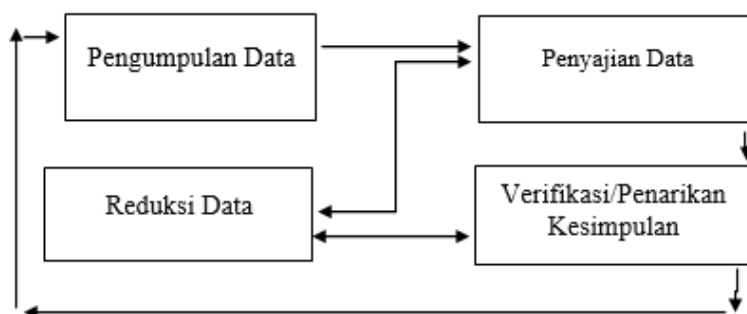 Pengumpulan Data
Penyajian Data
Reduksi Data
Verifikasi/Penarikan
Kesimpulan